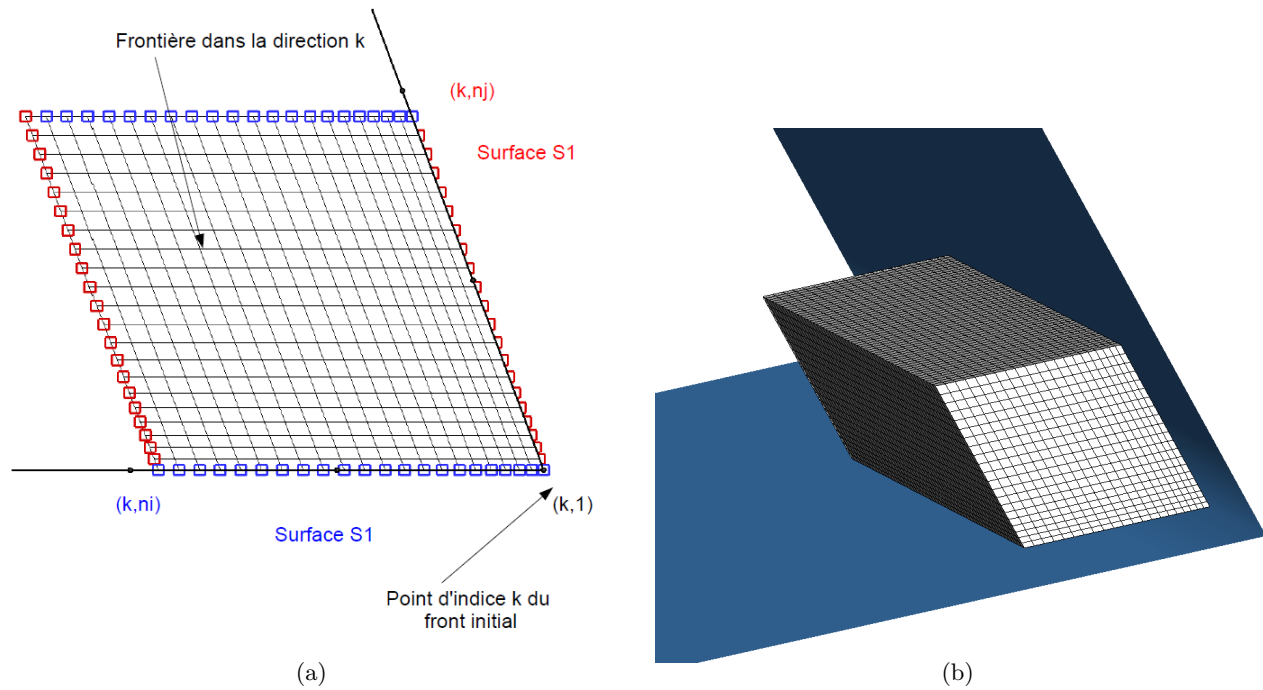 Frontière dans la direction k
(k,nj)
Surface S1
(k,ni)
(k,1)
Surface S1
Point d'indice k du
front initial
(a)
(b)